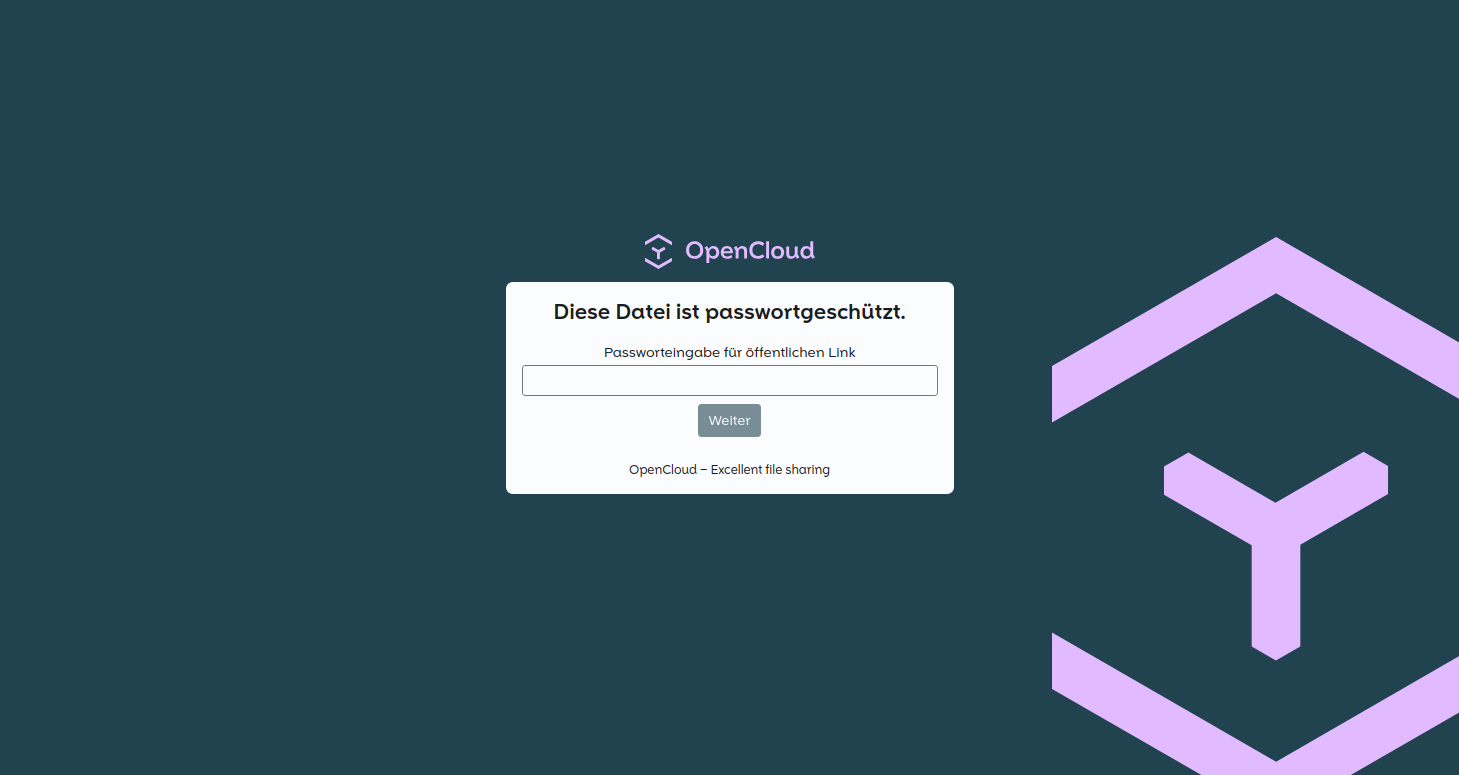 OpenCloud
Diese Datei ist passwortgeschützt.
Passworteingabe für öffentlichen Link
Weiter
OpenCloud – Excellent file sharing